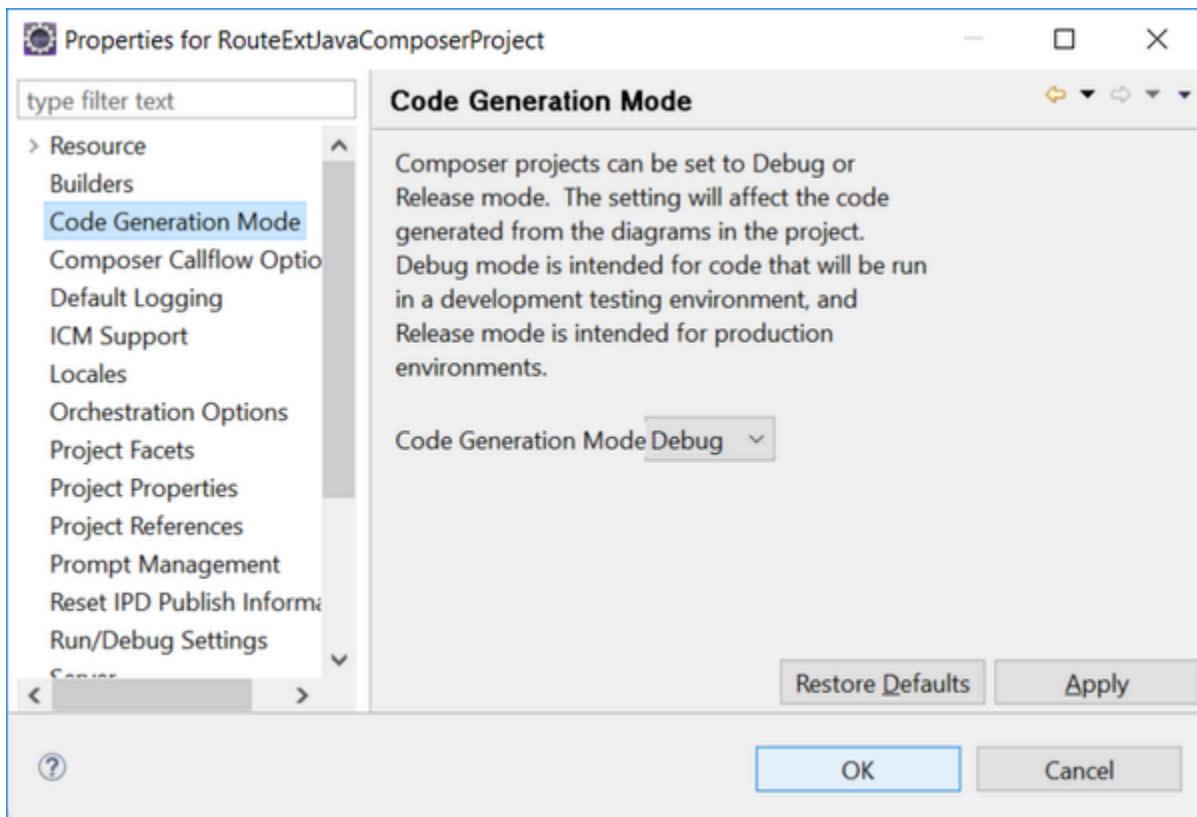 Properties for RouteExtJavaComposerProject
type filter text
Resource
Builders
Code Generation Mode
Composer Callflow Optio
Default Logging
ICM Support
Locales
Orchestration Options
Project Facets
Project Properties
Project References
Prompt Management
Reset IPD Publish Informa
Run/Debug Settings
Server
Code Generation Mode
Composer projects can be set to Debug or
Release mode. The setting will affect the code
generated from the diagrams in the project.
Debug mode is intended for code that will be run
in a development testing environment, and
Release mode is intended for production
environments.
Code Generation Mode Debug
Restore Defaults Apply
OK Cancel